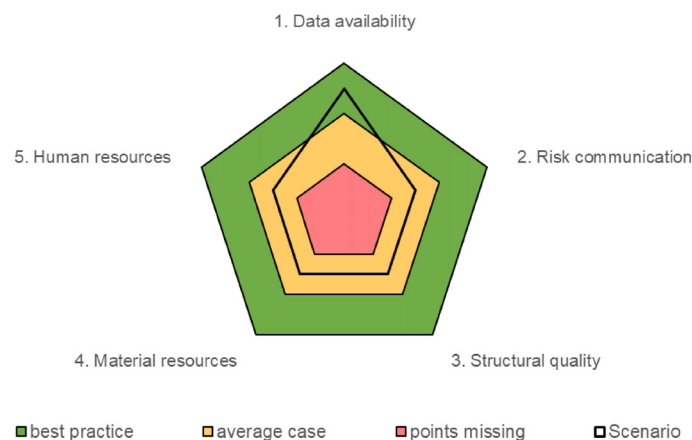 1. Data availability
5. Human resources
2. Risk communication
4. Material resources
3. Structural quality
best practice
average case
points missing
Scenario